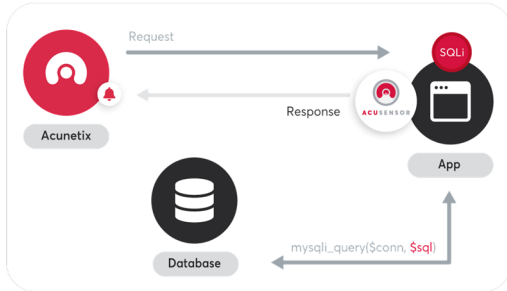 Request
SQLi
ACUSENSOR
Response
Acunetix
App
mysqli_query($conn, $sql)
Database